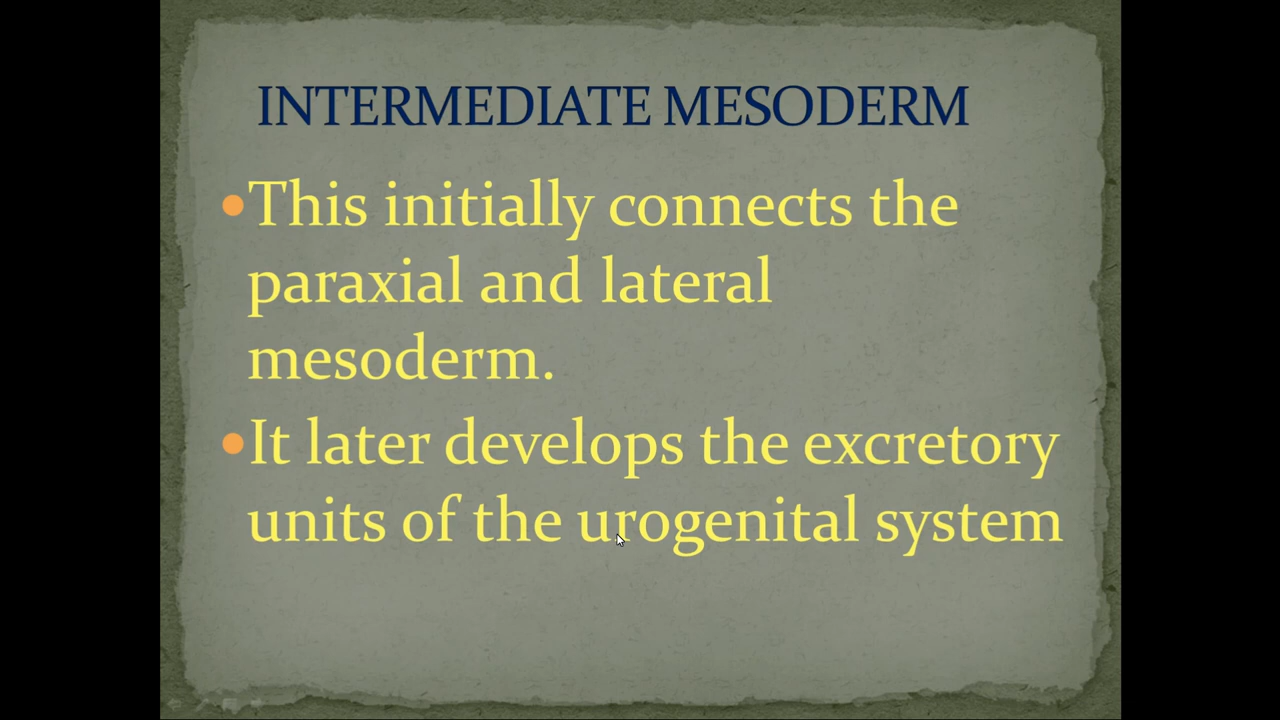 INTERMEDIATE MESODERM
•This initially connects the
paraxial and lateral
mesoderm.
•It later develops the excretory
units of the urogenital system